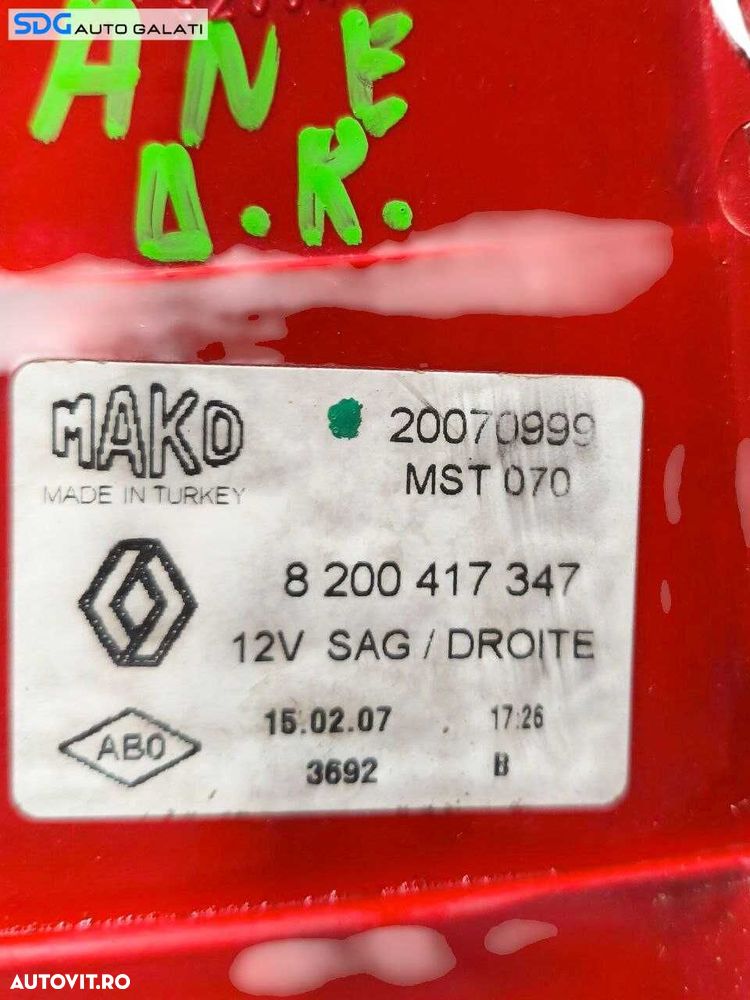 SDG AUTO GALATI
ANE
D.R.
MAKO
MADE IN TURKEY
20070999
MST 070
8 200 417 347
12V SAG / DROITE
ABO
15.02.07 17:26
3692 B
AUTOVIT.RO